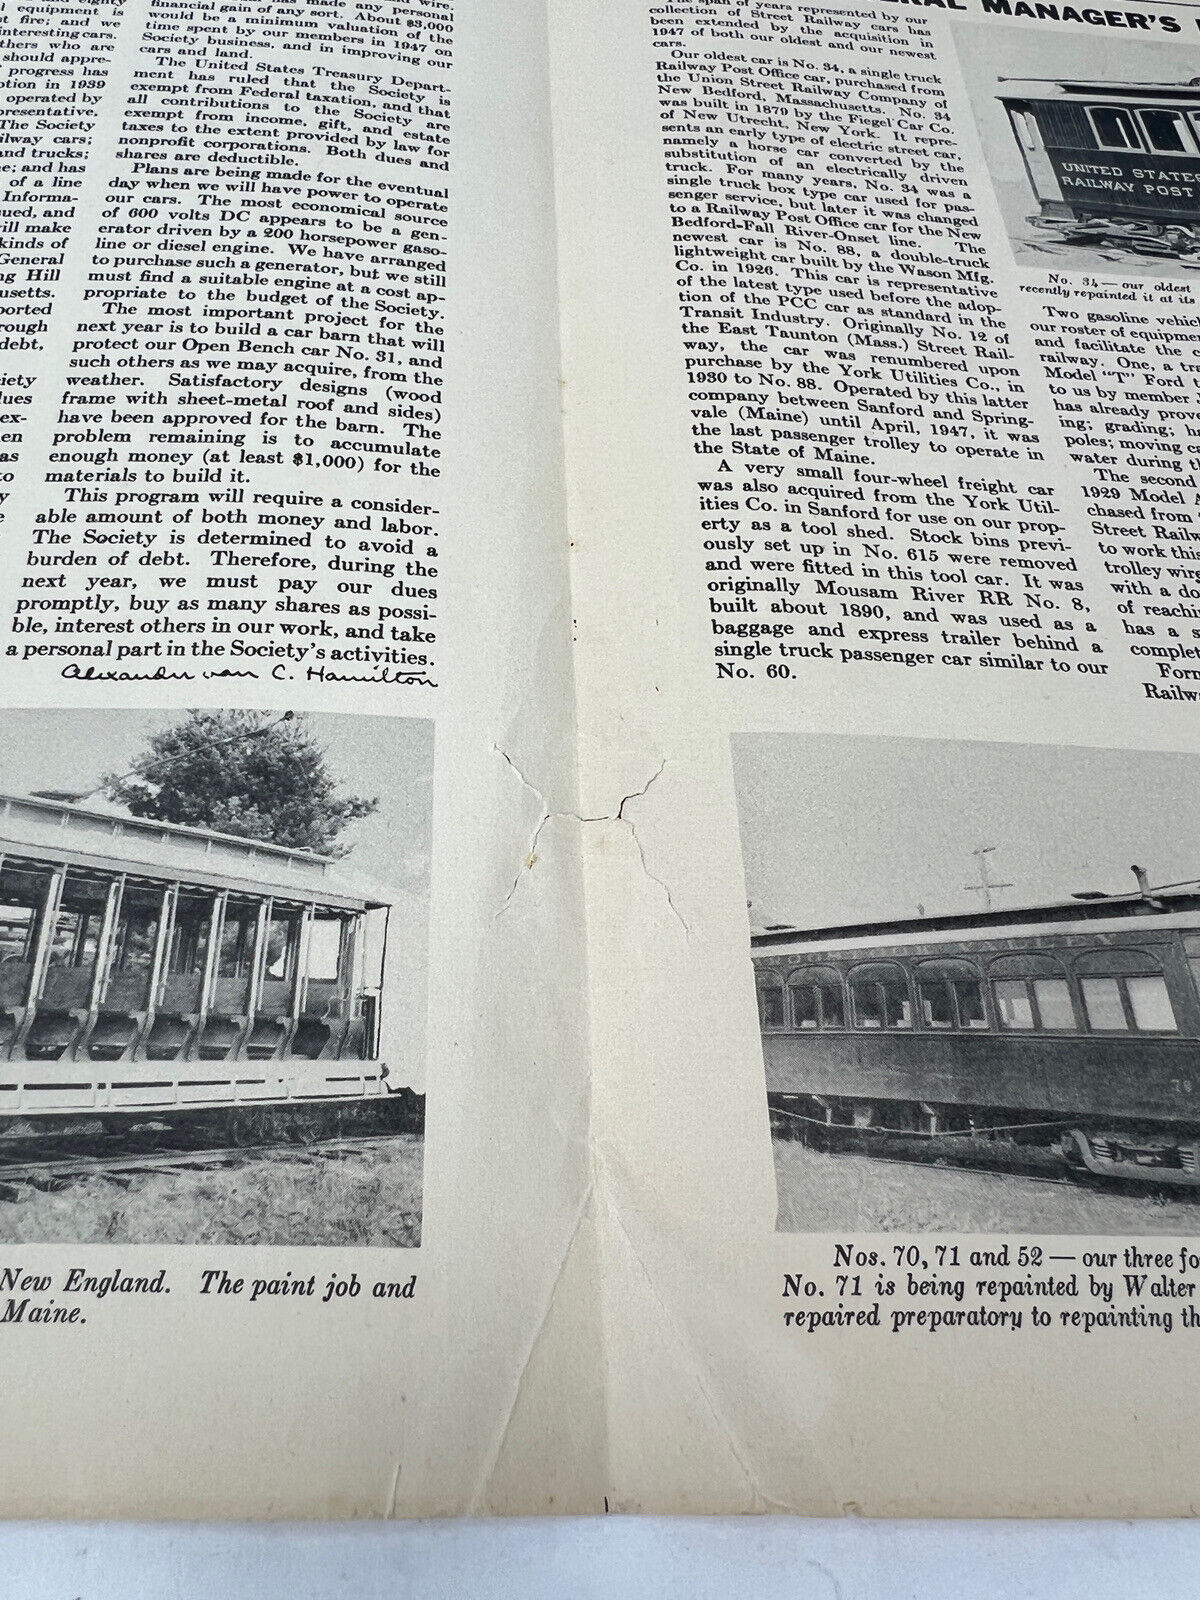 equipment is
t fire; and we
interesting cars.
thers who are
should appre-
progress has
ption in 1939
operated by
presentative.
The Society
ilway cars;
and trucks;
e; and has
of a line
Informa-
ued, and
ill make
kinds of
General
ng Hill
usetts.
ported
rough
debt,
iety
lues
ex-
en
as
to
y
e
has made any personal
financial gain of any sort. About $3,000
would be a minimum valuation of the
time spent by our members in 1947 on
Society business, and in improving our
cars and land.
The United States Treasury Depart-
ment has ruled that the Society is
exempt from Federal taxation, and that
all contributions to the Society are
exempt from income, gift, and estate
taxes to the extent provided by law for
nonprofit corporations. Both dues and
shares are deductible.
Plans are being made for the eventual
day when we will have power to operate
our cars. The most economical source
of 600 volts DC appears to be a gen-
erator driven by a 200 horsepower gaso-
line or diesel engine. We have arranged
to purchase such a generator, but we still
must find a suitable engine at a cost ap-
propriate to the budget of the Society.
The most important project for the
next year is to build a car barn that will
protect our Open Bench car No. 31, and
such others as we may acquire, from the
weather. Satisfactory designs (wood
frame with sheet-metal roof and sides)
have been approved for the barn. The
problem remaining is to accumulate
enough money (at least $1,000) for the
materials to build it.
This program will require a consider-
able amount of both money and labor.
The Society is determined to avoid a
burden of debt. Therefore, during the
next year, we must pay our dues
promptly, buy as many shares as possi-
ble, interest others in our work, and take
a personal part in the Society's activities.
Alexander van C. Hamilton
New England. The paint job and
Maine.
MANAGER'S
The span of years represented by our
collection of Street Railway cars has
been extended by the acquisition in
1947 of both our oldest and our newest
cars.
Our oldest car is No. 34, a single truck
Railway Post Office car, purchased from
the Union Street Railway Company of
New Bedford, Massachusetts. No. 34
was built in 1879 by the Fiegel Car Co.
of New Utrecht, New York. It repre-
sents an early type of electric street car,
namely a horse car converted by the
substitution of an electrically driven
truck. For many years, No. 34 was a
single truck box type car used for pas-
senger service, but later it was changed
to a Railway Post Office car for the New
Bedford-Fall River-Onset line. The
newest car is No. 88, a double-truck
lightweight car built by the Wason Mfg.
Co. in 1926. This car is representative
of the latest type used before the adop-
tion of the PCC car as standard in the
Transit Industry. Originally No. 12 of
the East Taunton (Mass.) Street Rail-
way, the car was renumbered upon
purchase by the York Utilities Co., in
1930 to No. 88. Operated by this latter
company between Sanford and Spring-
vale (Maine) until April, 1947, it was
the last passenger trolley to operate in
the State of Maine.
A very small four-wheel freight car
was also acquired from the York Util-
ities Co. in Sanford for use on our prop-
erty as a tool shed. Stock bins previ-
ously set up in No. 615 were removed
and were fitted in this tool car. It was
originally Mousam River RR No. 8,
built about 1890, and was used as a
baggage and express trailer behind a
single truck passenger car similar to our
No. 60.
UNITED STATES
RAILWAY POST
No. 34 — our oldest
recently repainted it at its
Two gasoline vehic
our roster of equipmen
and facilitate the c
railway. One, a tra
Model "T" Ford t
to us by member J
has already prove
ing; grading; ha
poles; moving ca
water during th
The second
1929 Model A
chased from
Street Railw
to work this
trolley wire
with a do
of reachin
has a s
complet
Forn
Railwa
78
Nos. 70, 71 and 52 — our three fo
No. 71 is being repainted by Walter
repaired preparatory to repainting th